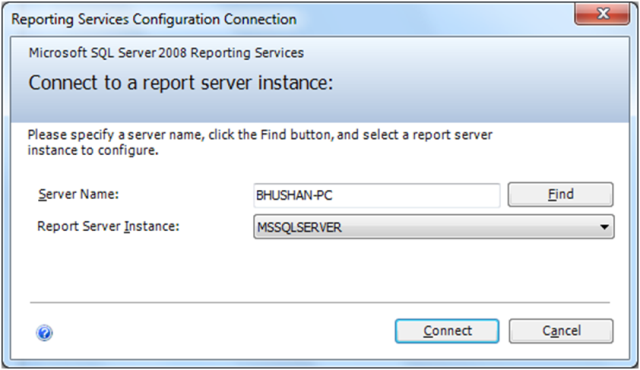 Reporting Services Configuration Connection
Microsoft SQL Server 2008 Reporting Services
Connect to a report server instance:
Please specify a server name, click the Find button, and select a report server
instance to configure.
Server Name:
BHUSHAN-PC
Find
Report Server Instance:
MSSQLSERVER
Connect
Cancel